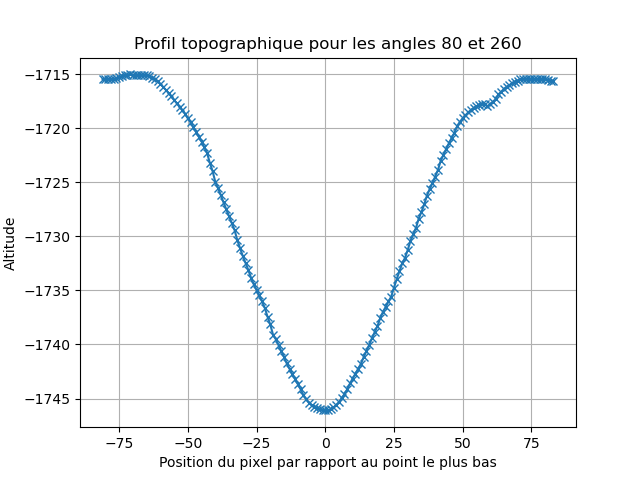 Profil topographique pour les angles 80 et 260
Altitude
−1715
−1720
−1725
−1730
−1735
−1740
−1745
−75 −50 −25 0 25 50 75
Position du pixel par rapport au point le plus bas